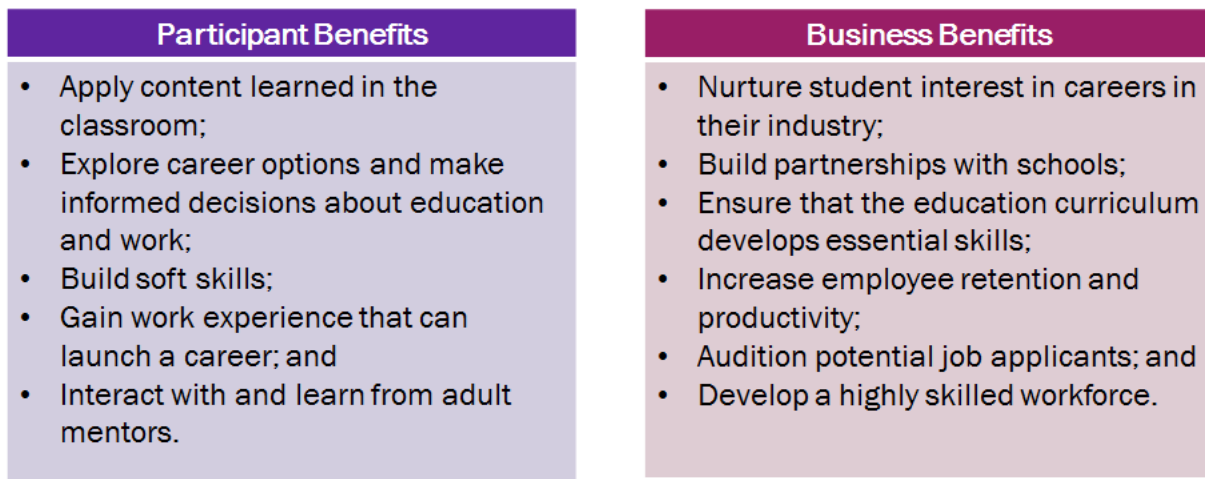 Participant Benefits
• Apply content learned in the
classroom;
• Explore career options and make
informed decisions about education
and work;
• Build soft skills;
• Gain work experience that can
launch a career; and
• Interact with and learn from adult
mentors.
Business Benefits
• Nurture student interest in careers in
their industry;
• Build partnerships with schools;
• Ensure that the education curriculum
develops essential skills;
• Increase employee retention and
productivity;
• Audition potential job applicants; and
• Develop a highly skilled workforce.